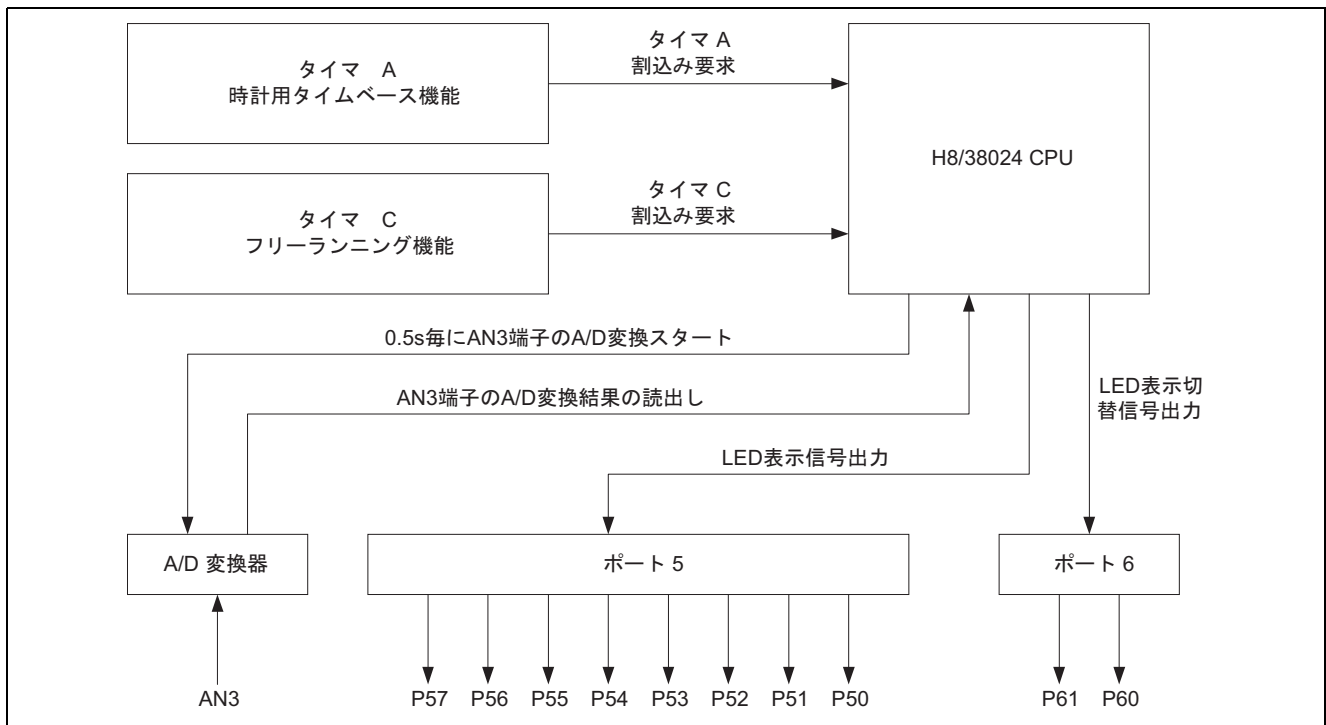 タイマ　A
時計用タイムベース機能
タイマ A
割込み要求
H8/38024 CPU
タイマ　C
フリーランニング機能
タイマ C
割込み要求
0.5s毎にAN3端子のA/D変換スタート
AN3端子のA/D変換結果の読出し
LED表示切
替信号出力
LED表示信号出力
A/D 変換器
ポート 5
ポート 6
AN3
P57
P56
P55
P54
P53
P52
P51
P50
P61
P60